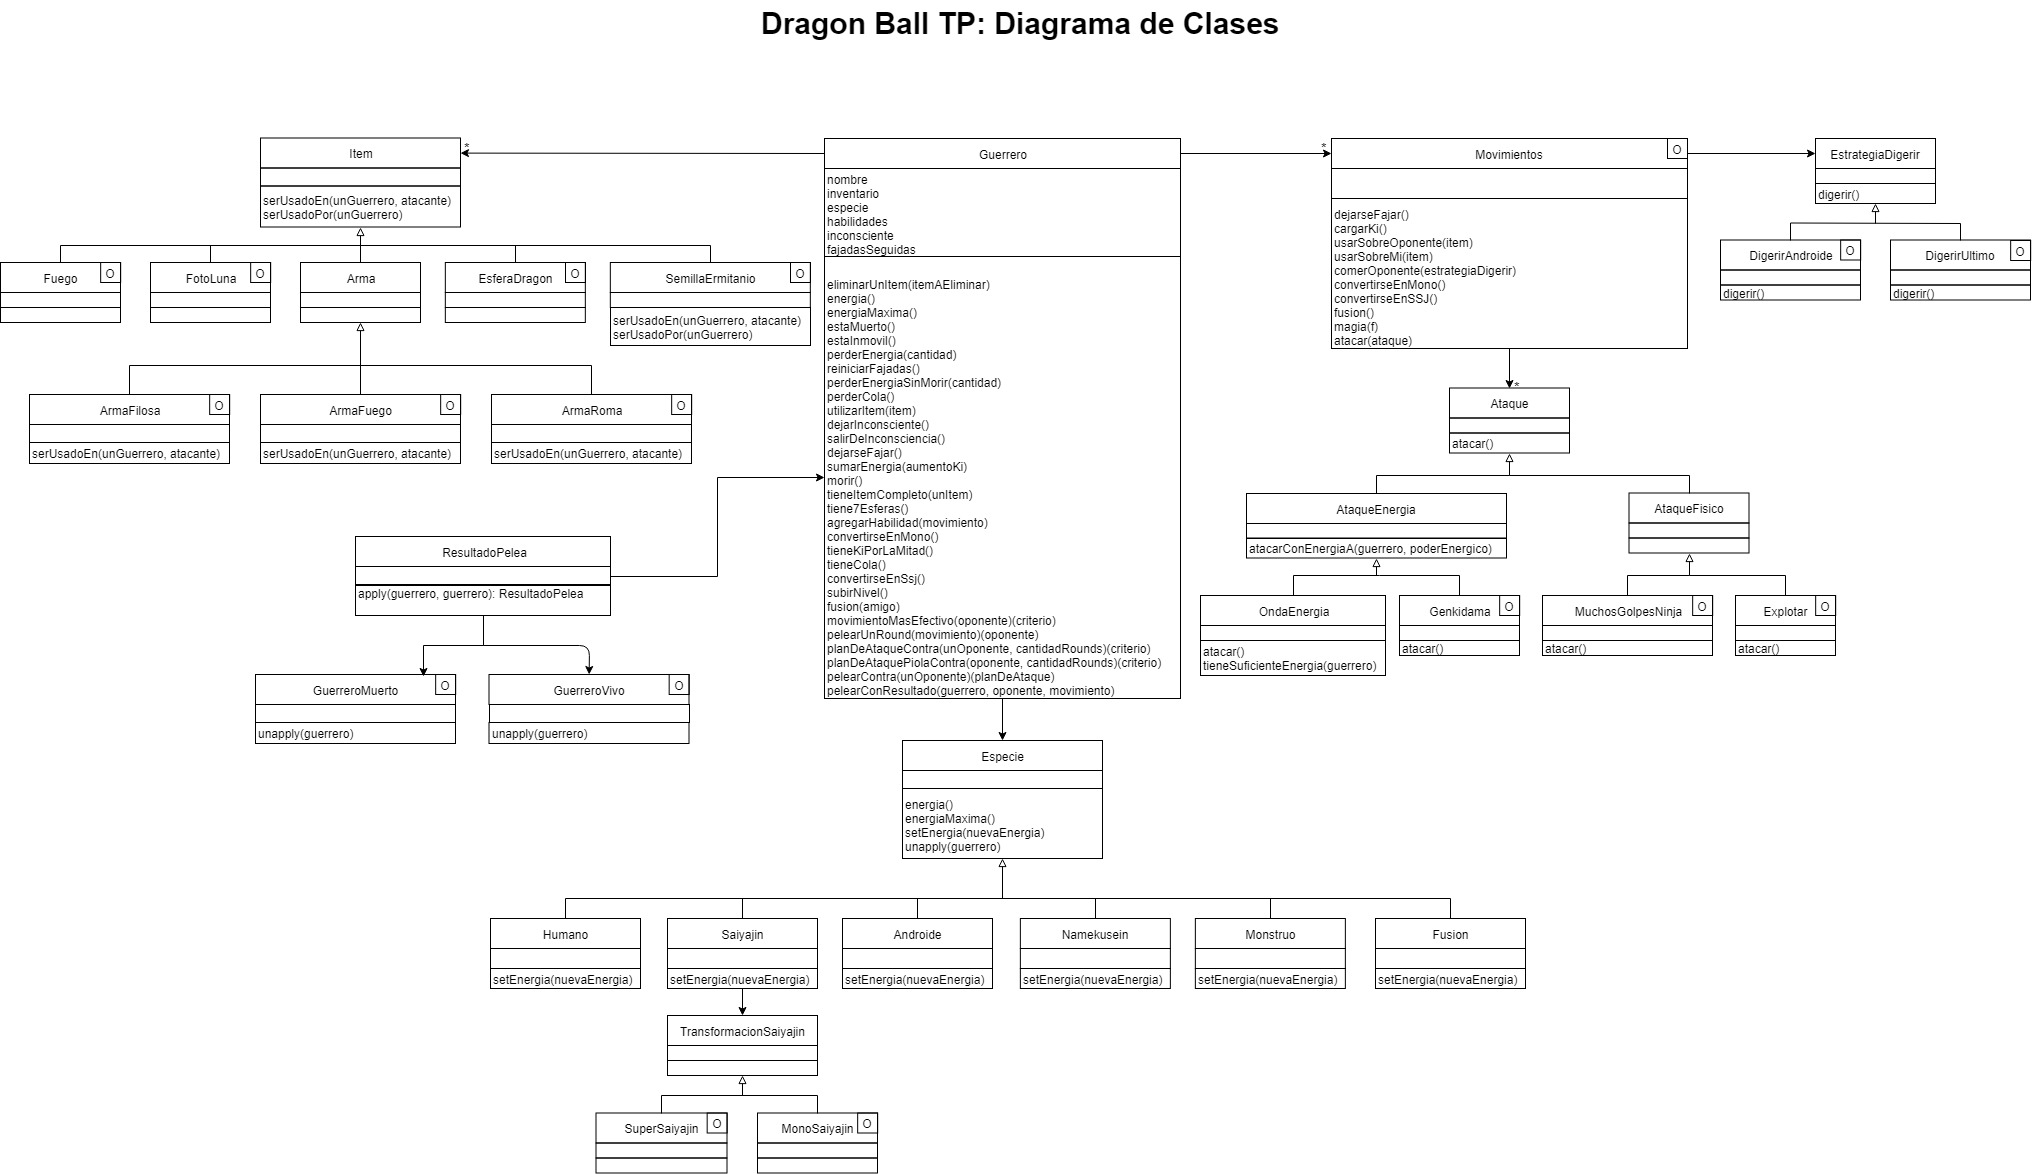 Dragon Ball TP: Diagrama de Clases
Item
*
serUsadoEn(unGuerrero, atacante)
serUsadoPor(unGuerrero)
Fuego
O
FotoLuna
O
Arma
EsferaDragon
O
SemillaErmitanio
O
serUsadoEn(unGuerrero, atacante)
serUsadoPor(unGuerrero)
ArmaFilosa
O
serUsadoEn(unGuerrero, atacante)
ArmaFuego
O
serUsadoEn(unGuerrero, atacante)
ArmaRoma
O
serUsadoEn(unGuerrero, atacante)
ResultadoPelea
apply(guerrero, guerrero): ResultadoPelea
GuerreroMuerto
O
unapply(guerrero)
GuerreroVivo
O
unapply(guerrero)
Guerrero
nombre
inventario
especie
habilidades
inconsciente
fajadasSeguidas
eliminarUnItem(itemAEliminar)
energia()
energiaMaxima()
estaMuerto()
estaInmovil()
perderEnergia(cantidad)
reiniciarFajadas()
perderEnergiaSinMorir(cantidad)
perderCola()
utilizarItem(item)
dejarInconsciente()
salirDeInconsciencia()
dejarseFajar()
sumarEnergia(aumentoKi)
morir()
tieneItemCompleto(unItem)
tiene7Esferas()
agregarHabilidad(movimiento)
convertirseEnMono()
tieneKiPorLaMitad()
tieneCola()
convertirseEnSsj()
subirNivel()
fusion(amigo)
movimientoMasEfectivo(oponente)(criterio)
pelearUnRound(movimiento)(oponente)
planDeAtaqueContra(unOponente, cantidadRounds)(criterio)
planDeAtaquePiolaContra(oponente, cantidadRounds)(criterio)
pelearContra(unOponente)(planDeAtaque)
pelearConResultado(guerrero, oponente, movimiento)
*
Movimientos
O
dejarseFajar()
cargarKi()
usarSobreOponente(item)
usarSobreMi(item)
comerOponente(estrategiaDigerir)
convertirseEnMono()
convertirseEnSSJ()
fusion()
magia(f)
atacar(ataque)
EstrategiaDigerir
digerir()
DigerirAndroide
O
digerir()
DigerirUltimo
O
digerir()
*
Ataque
atacar()
AtaqueEnergia
atacarConEnergiaA(guerrero, poderEnergico)
AtaqueFisico
OndaEnergia
atacar()
tieneSuficienteEnergia(guerrero)
Genkidama
O
atacar()
MuchosGolpesNinja
O
atacar()
Explotar
O
atacar()
Especie
energia()
energiaMaxima()
setEnergia(nuevaEnergia)
unapply(guerrero)
Humano
setEnergia(nuevaEnergia)
Saiyajin
setEnergia(nuevaEnergia)
Androide
setEnergia(nuevaEnergia)
Namekusein
setEnergia(nuevaEnergia)
Monstruo
setEnergia(nuevaEnergia)
Fusion
setEnergia(nuevaEnergia)
TransformacionSaiyajin
SuperSaiyajin
O
MonoSaiyajin
O